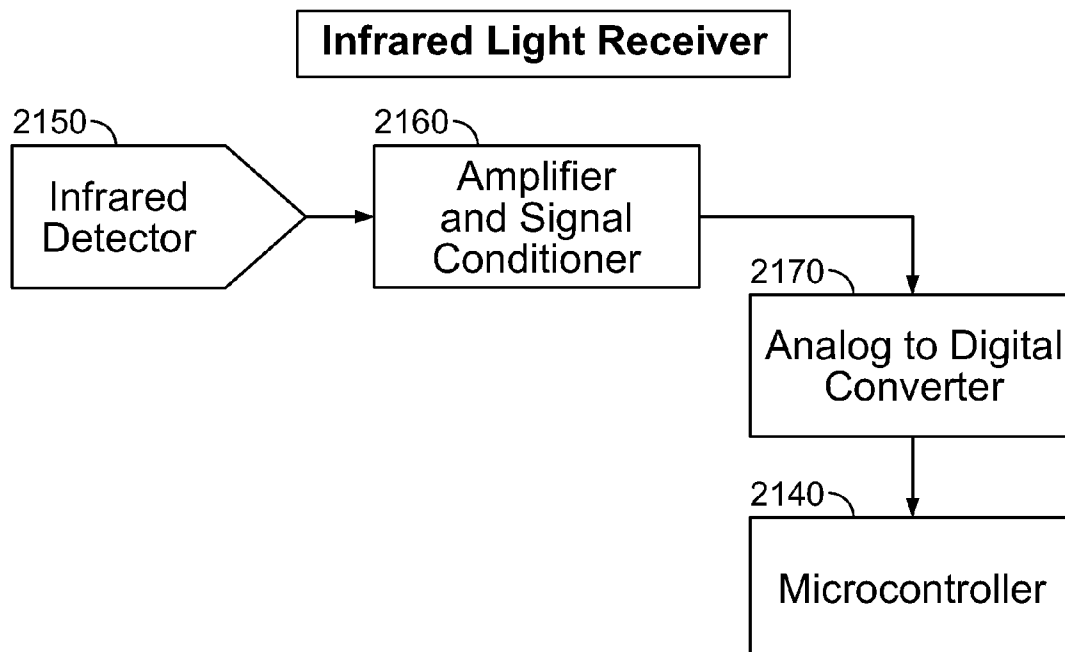 Infrared Light Receiver
2150
Infrared
Detector
2160
Amplifier
and Signal
Conditioner
2170
Analog to Digital
Converter
2140
Microcontroller